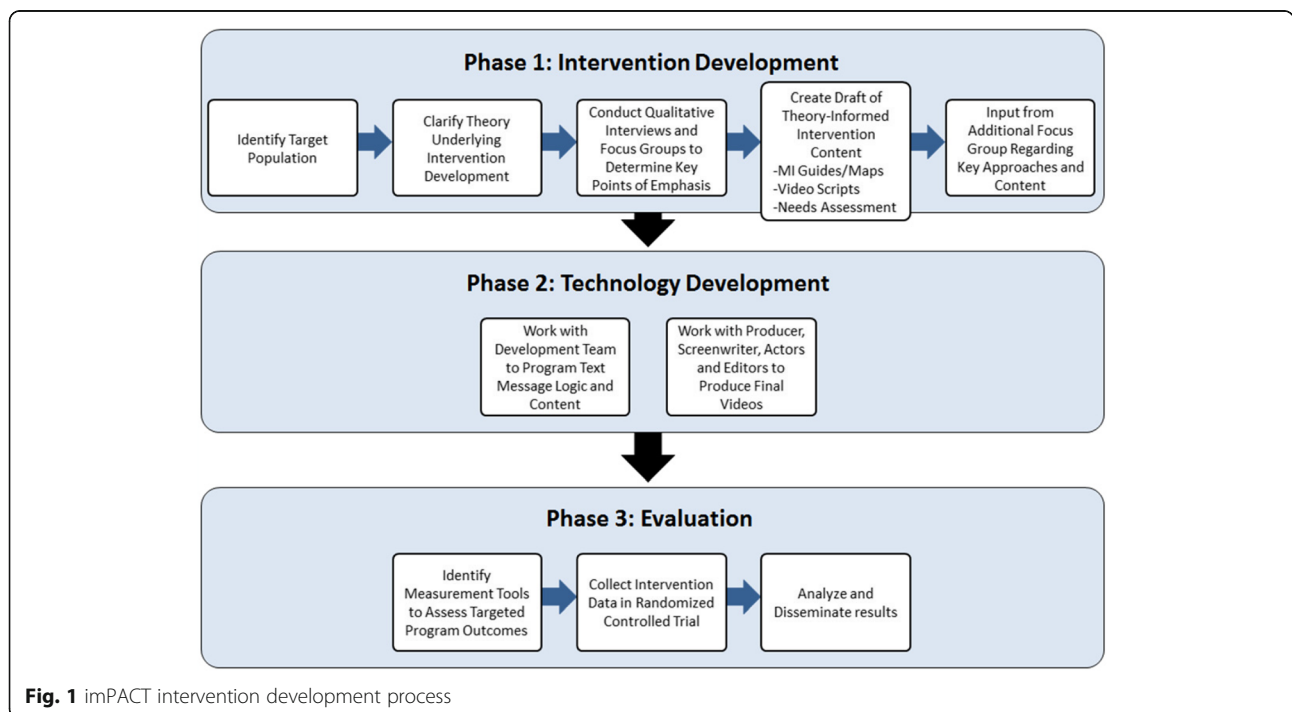 Phase 1: Intervention Development
Identify Target
Population
Clarify Theory
Underlying
Intervention
Development
Conduct Qualitative
Interviews and
Focus Groups to
Determine Key
Points of Emphasis
Create Draft of
Theory-Informed
Intervention
Content
-MI Guides/Maps
-Video Scripts
-Needs Assessment
Input from
Additional Focus
Group Regarding
Key Approaches and
Content
Phase 2: Technology Development
Work with
Development Team
to Program Text
Message Logic and
Content
Work with Producer,
Screenwriter, Actors
and Editors to
Produce Final
Videos
Phase 3: Evaluation
Identify
Measurement Tools
to Assess Targeted
Program Outcomes
Collect Intervention
Data in Randomized
Controlled Trial
Analyze and
Disseminate results
Fig. 1 imPACT intervention development process